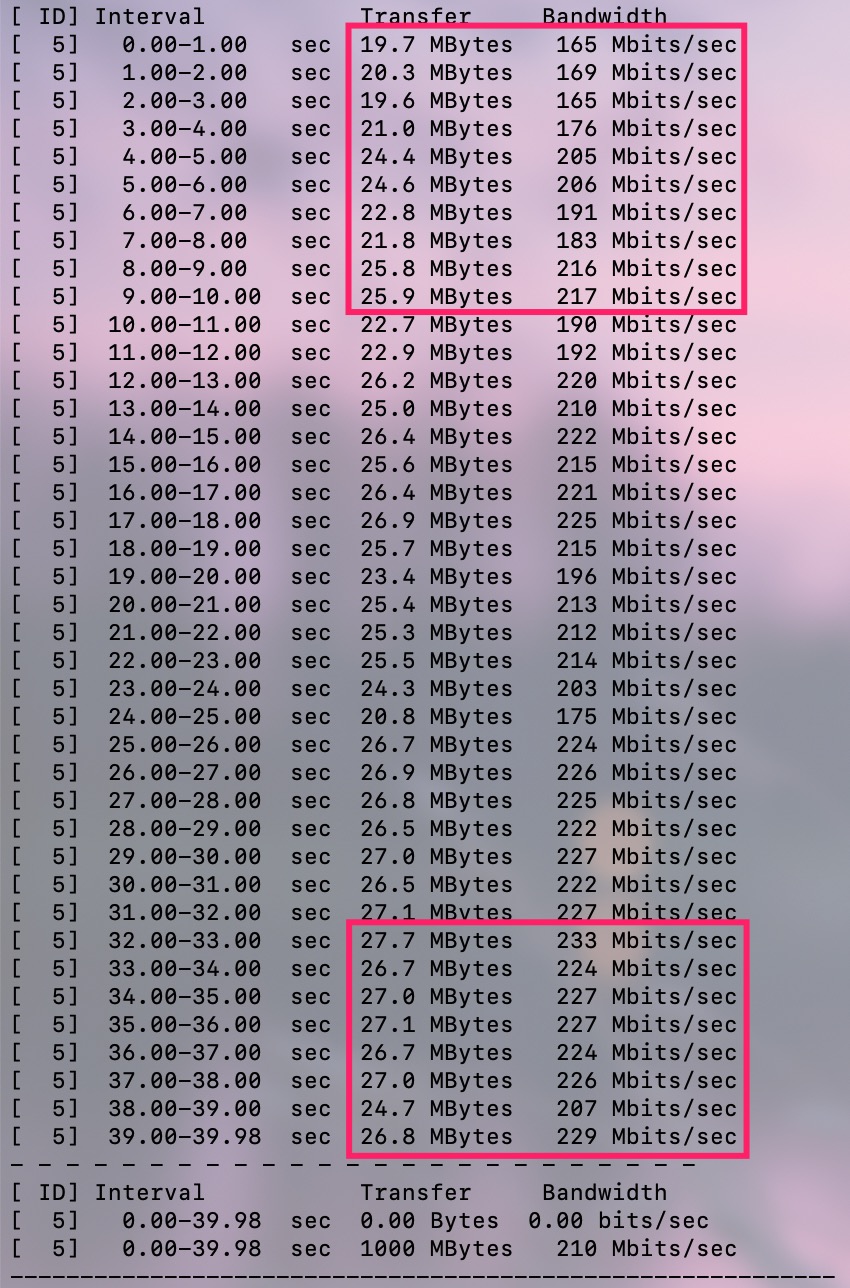 [ ID] Interval Transfer Bandwidth
[ 5] 0.00-1.00 sec 19.7 MBytes 165 Mbits/sec
[ 5] 1.00-2.00 sec 20.3 MBytes 169 Mbits/sec
[ 5] 2.00-3.00 sec 19.6 MBytes 165 Mbits/sec
[ 5] 3.00-4.00 sec 21.0 MBytes 176 Mbits/sec
[ 5] 4.00-5.00 sec 24.4 MBytes 205 Mbits/sec
[ 5] 5.00-6.00 sec 24.6 MBytes 206 Mbits/sec
[ 5] 6.00-7.00 sec 22.8 MBytes 191 Mbits/sec
[ 5] 7.00-8.00 sec 21.8 MBytes 183 Mbits/sec
[ 5] 8.00-9.00 sec 25.8 MBytes 216 Mbits/sec
[ 5] 9.00-10.00 sec 25.9 MBytes 217 Mbits/sec
[ 5] 10.00-11.00 sec 22.7 MBytes 190 Mbits/sec
[ 5] 11.00-12.00 sec 22.9 MBytes 192 Mbits/sec
[ 5] 12.00-13.00 sec 26.2 MBytes 220 Mbits/sec
[ 5] 13.00-14.00 sec 25.0 MBytes 210 Mbits/sec
[ 5] 14.00-15.00 sec 26.4 MBytes 222 Mbits/sec
[ 5] 15.00-16.00 sec 25.6 MBytes 215 Mbits/sec
[ 5] 16.00-17.00 sec 26.4 MBytes 221 Mbits/sec
[ 5] 17.00-18.00 sec 26.9 MBytes 225 Mbits/sec
[ 5] 18.00-19.00 sec 25.7 MBytes 215 Mbits/sec
[ 5] 19.00-20.00 sec 23.4 MBytes 196 Mbits/sec
[ 5] 20.00-21.00 sec 25.4 MBytes 213 Mbits/sec
[ 5] 21.00-22.00 sec 25.3 MBytes 212 Mbits/sec
[ 5] 22.00-23.00 sec 25.5 MBytes 214 Mbits/sec
[ 5] 23.00-24.00 sec 24.3 MBytes 203 Mbits/sec
[ 5] 24.00-25.00 sec 20.8 MBytes 175 Mbits/sec
[ 5] 25.00-26.00 sec 26.7 MBytes 224 Mbits/sec
[ 5] 26.00-27.00 sec 26.9 MBytes 226 Mbits/sec
[ 5] 27.00-28.00 sec 26.8 MBytes 225 Mbits/sec
[ 5] 28.00-29.00 sec 26.5 MBytes 222 Mbits/sec
[ 5] 29.00-30.00 sec 27.0 MBytes 227 Mbits/sec
[ 5] 30.00-31.00 sec 26.5 MBytes 222 Mbits/sec
[ 5] 31.00-32.00 sec 27.1 MBytes 227 Mbits/sec
[ 5] 32.00-33.00 sec 27.7 MBytes 233 Mbits/sec
[ 5] 33.00-34.00 sec 26.7 MBytes 224 Mbits/sec
[ 5] 34.00-35.00 sec 27.0 MBytes 227 Mbits/sec
[ 5] 35.00-36.00 sec 27.1 MBytes 227 Mbits/sec
[ 5] 36.00-37.00 sec 26.7 MBytes 224 Mbits/sec
[ 5] 37.00-38.00 sec 27.0 MBytes 226 Mbits/sec
[ 5] 38.00-39.00 sec 24.7 MBytes 207 Mbits/sec
[ 5] 39.00-39.98 sec 26.8 MBytes 229 Mbits/sec
- - - - - - - - - - - - - - - - - - - - - - - - -
[ ID] Interval Transfer Bandwidth
[ 5] 0.00-39.98 sec 0.00 Bytes 0.00 bits/sec
[ 5] 0.00-39.98 sec 1000 MBytes 210 Mbits/sec
-----------------------------------------------------------